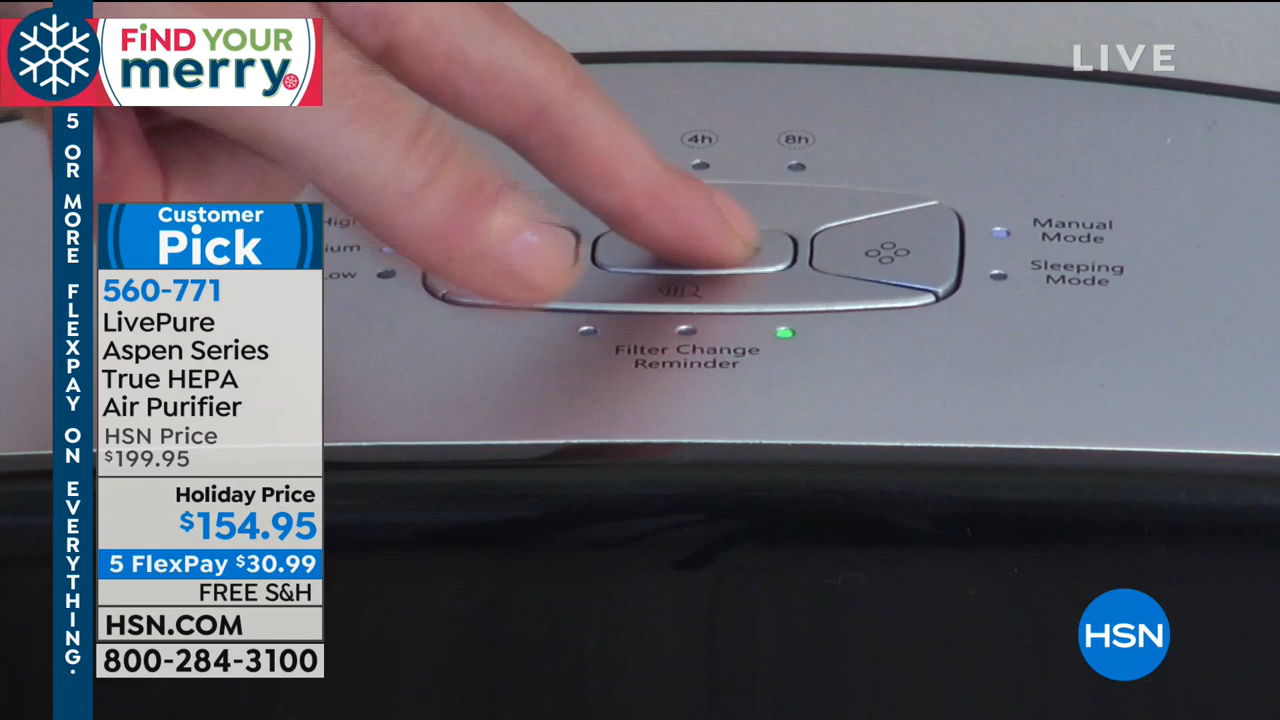 FiND YOUR
merry
LIVE
5 OR MORE FLEXPAY ON EVERYTHING.
Customer
Pick
560-771
LivePure
Aspen Series
True HEPA
Air Purifier
HSN Price
$199.95
Holiday Price
$154.95
5 FlexPay $30.99
FREE S&H
HSN.COM
800-284-3100
4h
8h
Low
Manual
Mode
Sleeping
Mode
Filter Change
Reminder
HSN